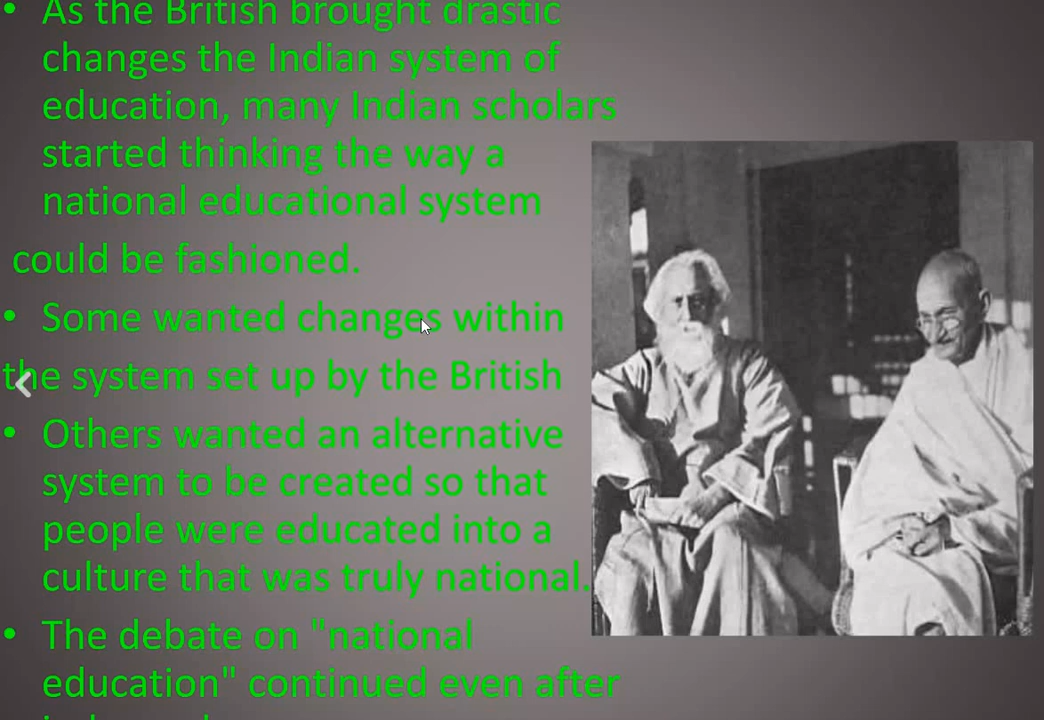 • As the British brought drastic
changes the Indian system of
education, many Indian scholars
started thinking the way a
national educational system
could be fashioned.
• Some wanted changes within
the system set up by the British
• Others wanted an alternative
system to be created so that
people were educated into a
culture that was truly national.
• The debate on "national
education" continued even after